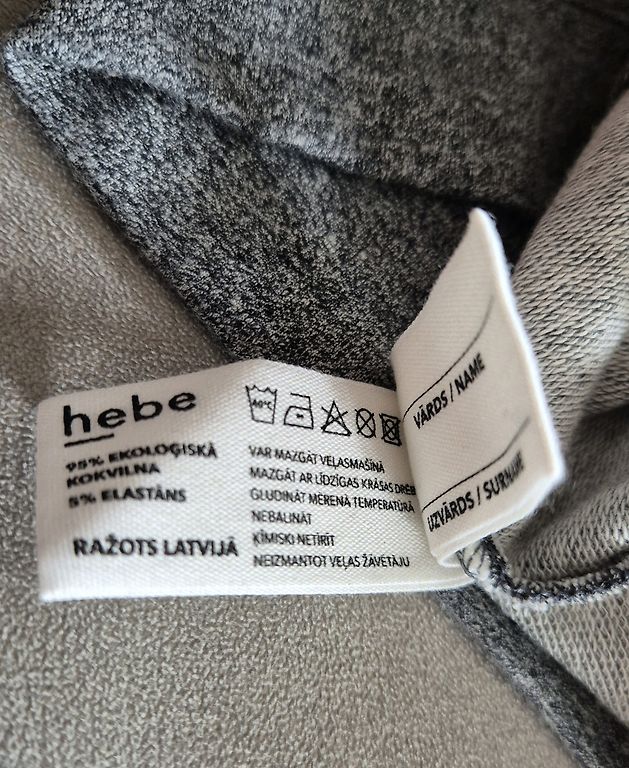 hebe
95% EKOLOĢISKĀ
KOKVILNA
5% ELASTĀNS
RAŽOTS LATVIJĀ
40°C
VAR MAZGĀT VEĻASMAŠĪNĀ
MAZGĀT AR LĪDZĪGAS KRĀSAS
GLUDINĀT MĒRENĀ TEMPERATŪRĀ
NEBALINĀT
ĶĪMISKI NETĪRĪT
NEIZMANTOT VEĻAS ŽĀVĒTĀJU
VĀRDS / NAME
UZVĀRDS / SURNAME